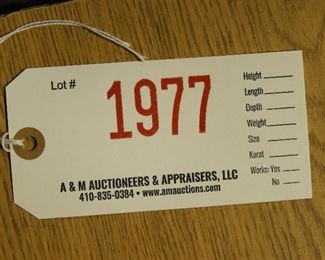 Lot #
1977
Height
Length
Depth
Weight
Size
Karat
Works: Yes
No
A & M AUCTIONEERS & APPRAISERS, LLC
410-835-0384 • www.amauctions.com